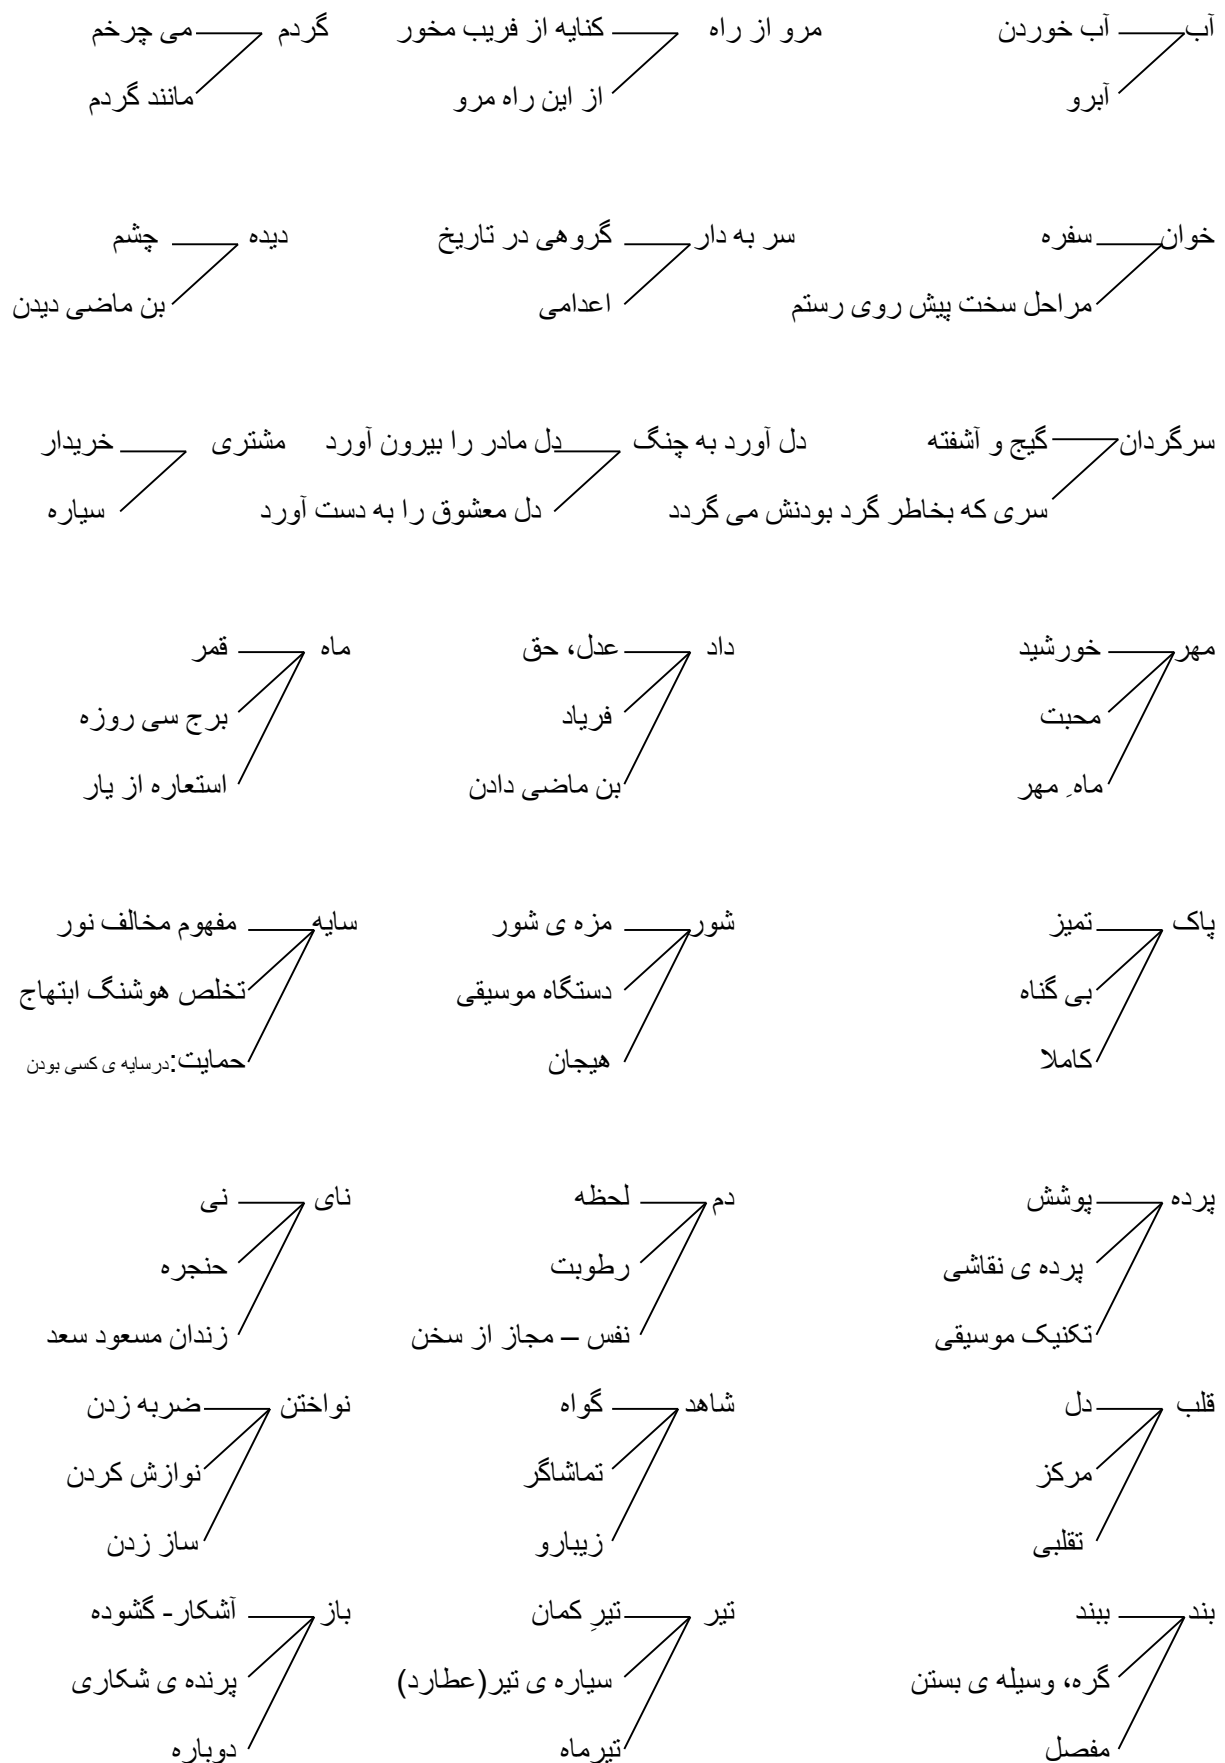 آب آب خوردن مرو از راه کنایه از فریب مخور گردم می چرخم
آبرو از این راه مرو مانند گردم
خوان سفره سر به دار گروهی در تاریخ دیده چشم
مراحل سخت پیش روی رستم اعدامی بن ماضی دیدن
سرگردان گیج و آشفته دل آورد به چنگ دل مادر را بیرون آورد مشتری خریدار
سری که بخاطر گرد بودنش می گردد دل معشوق را به دست آورد سیاره
مهر خورشید داد عدل، حق ماه قمر
محبت فریاد برج سی روزه
ماهِ مهر بن ماضی دادن استعاره از یار
پاک تمیز شور مزه ی شور سایه مفهوم مخالف نور
بی گناه دستگاه موسیقی تخلص هوشنگ ابتهاج
کاملا هیجان حمایت:درسایه ی کسی بودن
پرده پوشش دم لحظه نای نی
پرده ی نقاشی رطوبت حنجره
تکنیک موسیقی نفس – مجاز از سخن زندان مسعود سعد
قلب دل شاهد گواه نواختن ضربه زدن
مرکز تماشاگر نوازش کردن
تقلبی زیبارو ساز زدن
بند ببند تیر تیرِ کمان باز آشکار- گشوده
گره، وسیله ی بستن سیاره ی تیر(عطارد) پرنده ی شکاری
مفصل تیرماه دوباره